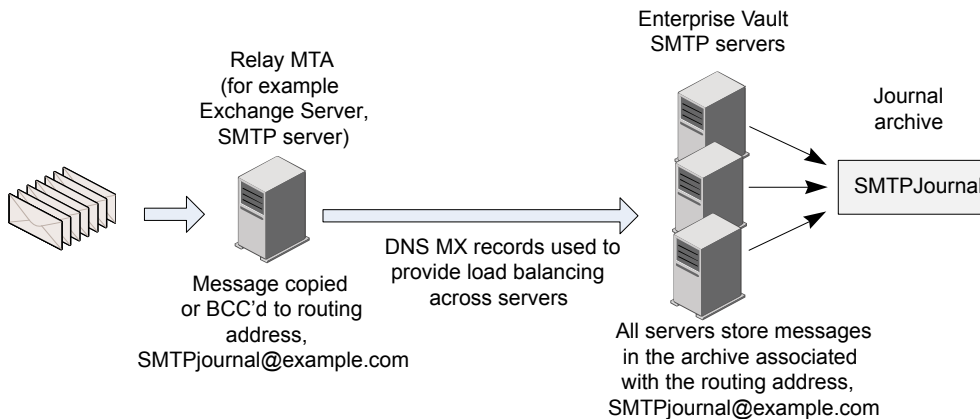 Relay MTA
(for example
Exchange Server,
SMTP server)
Message copied
or BCC'd to routing
address,
SMTPjournal@example.com
DNS MX records used to
provide load balancing
across servers
Enterprise Vault
SMTP servers
All servers store messages
in the archive associated
with the routing address,
SMTPjournal@example.com
Journal
archive
SMTPJournal